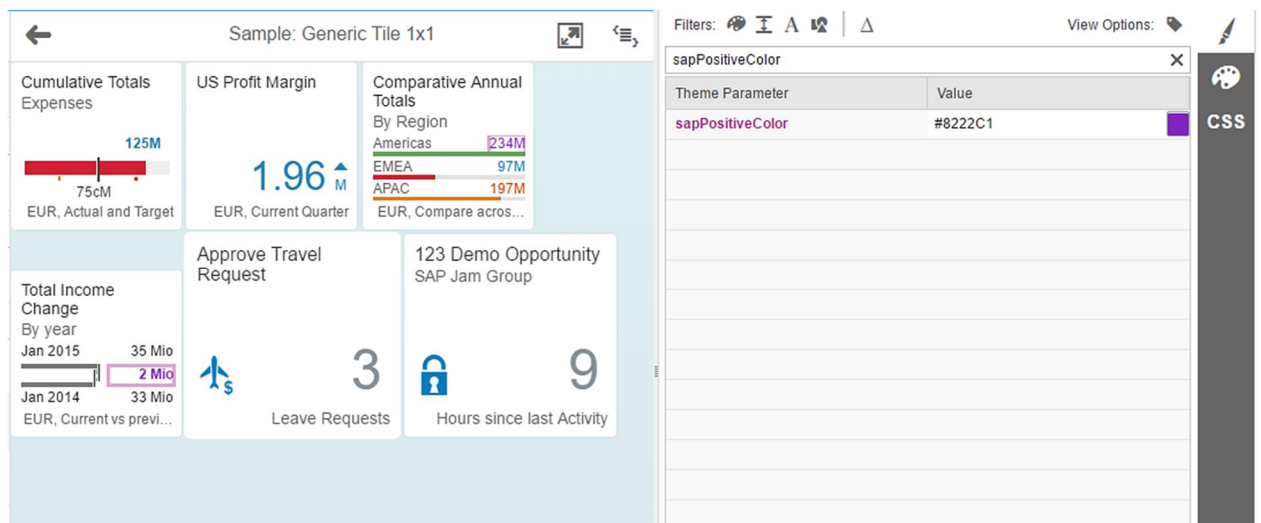 Sample: Generic Tile 1x1
Cumulative Totals
Expenses
125M
75cM
EUR, Actual and Target
US Profit Margin
1.96 M
EUR, Current Quarter
Comparative Annual
Totals
By Region
Americas 234M
EMEA 97M
APAC 197M
EUR, Compare acros...
Total Income
Change
By year
Jan 2015 35 Mio
2 Mio
Jan 2014 33 Mio
EUR, Current vs previ...
Approve Travel
Request
3
$
Leave Requests
123 Demo Opportunity
SAP Jam Group
9
Hours since last Activity
Filters: A Δ View Options:
sapPositiveColor
Theme Parameter Value
sapPositiveColor #8222C1
CSS